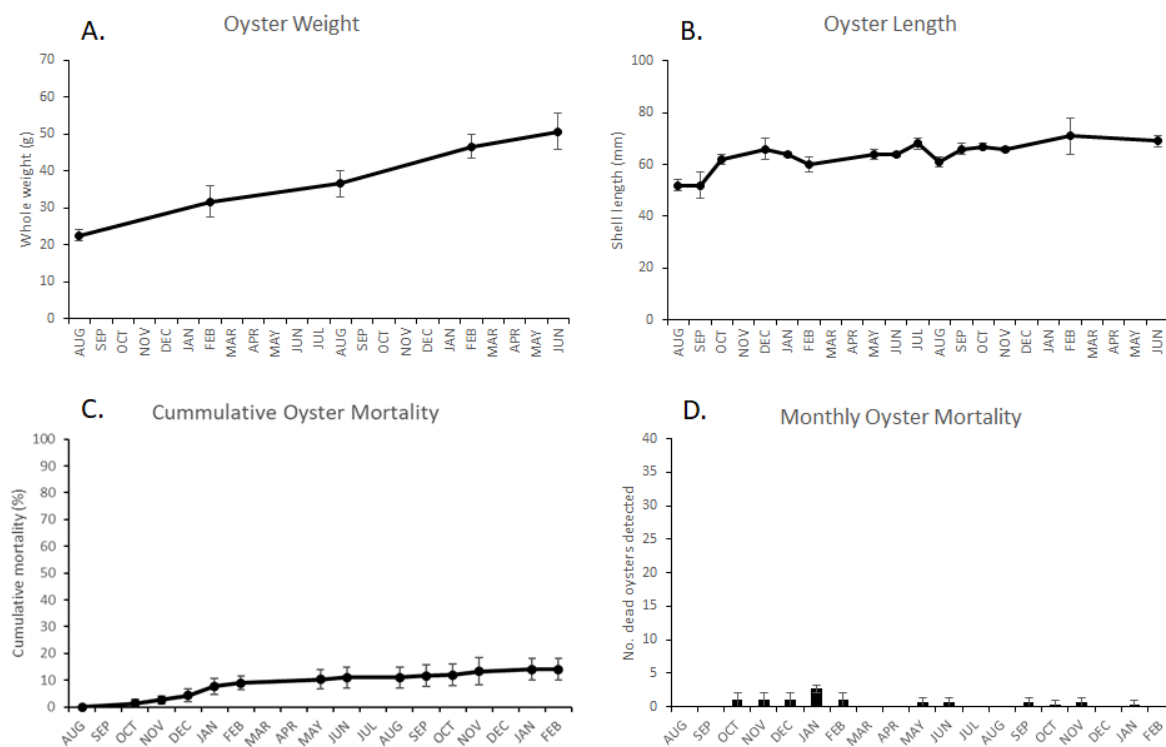 A.
Oyster Weight
Whole weight (g)
70
60
50
40
30
20
10
0
AUG SEP OCT NOV DEC JAN FEB MAR APR MAY JUN JUL AUG SEP OCT NOV DEC JAN FEB MAR APR MAY JUN
B.
Oyster Length
Shell length (mm)
100
80
60
40
20
0
AUG SEP OCT NOV DEC JAN FEB MAR APR MAY JUN JUL AUG SEP OCT NOV DEC JAN FEB MAR APR MAY JUN
C.
Cummulative Oyster Mortality
Cumulative mortality (%)
100
90
80
70
60
50
40
30
20
10
0
AUG SEP OCT NOV DEC JAN FEB MAR APR MAY JUN JUL AUG SEP OCT NOV DEC JAN FEB
D.
Monthly Oyster Mortality
No. dead oysters detected
40
35
30
25
20
15
10
5
0
AUG SEP OCT NOV DEC JAN FEB MAR APR MAY JUN JUL AUG SEP OCT NOV DEC JAN FEB